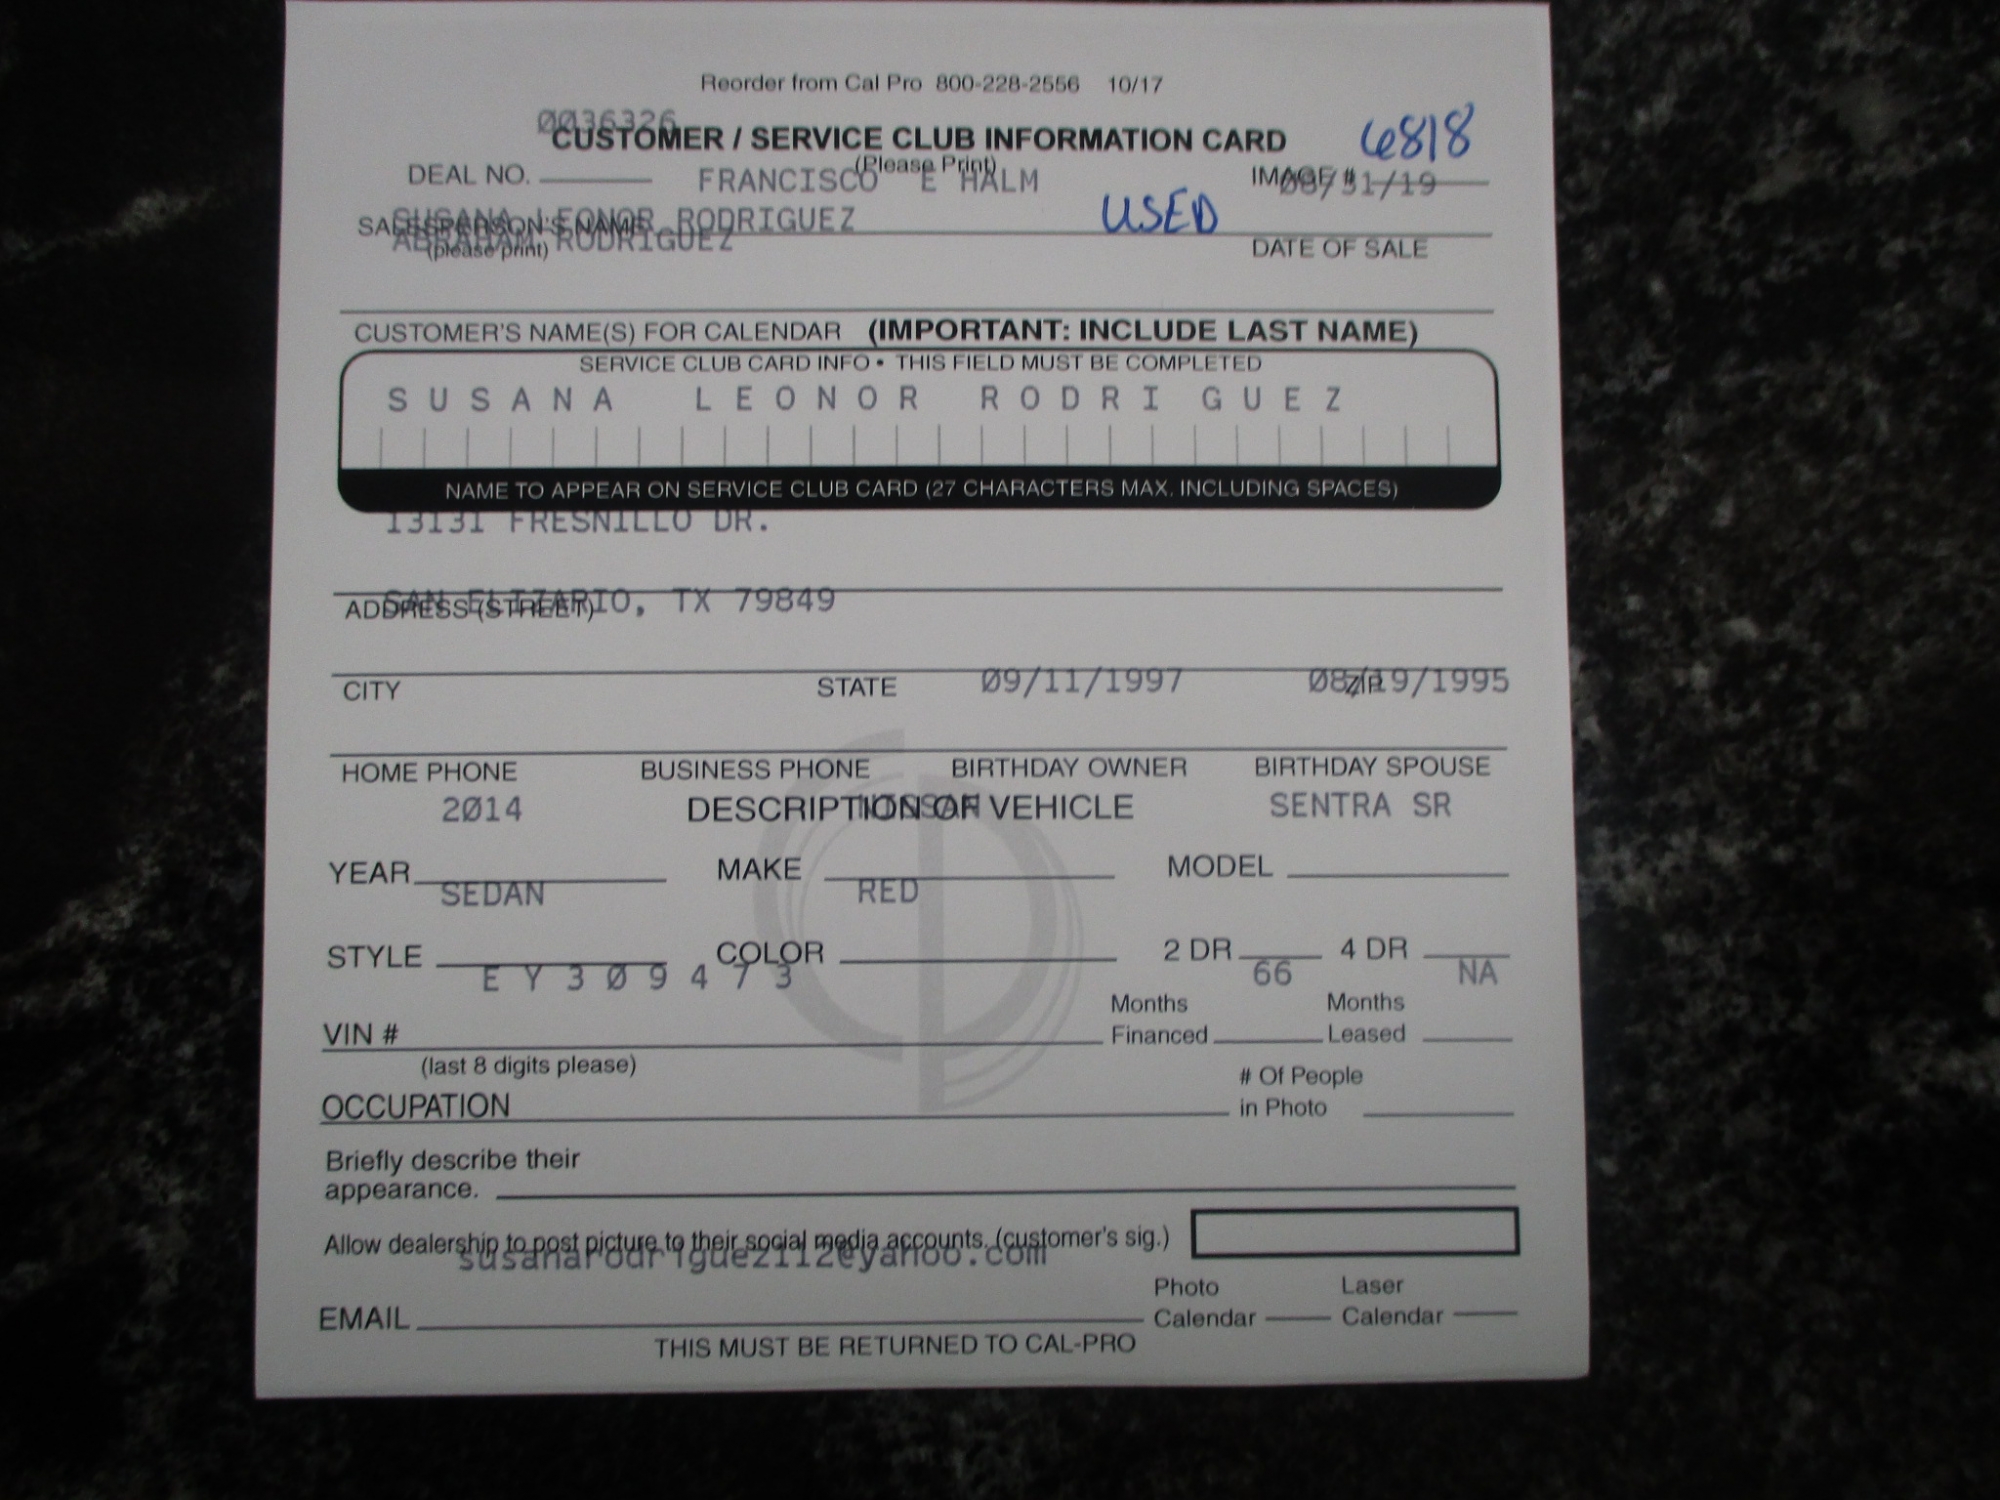 Reorder from Cal Pro 800-228-2556 10/17
0036326
CUSTOMER / SERVICE CLUB INFORMATION CARD 6818
(Please Print)
DEAL NO. FRANCISCO E HALM IMAGE # 08/31/19
SUSANA LEONOR RODRIGUEZ USED
SALESPERSON'S NAME
ABRAHAM RODRIGUEZ
(please print) DATE OF SALE
CUSTOMER'S NAME(S) FOR CALENDAR (IMPORTANT: INCLUDE LAST NAME)
SERVICE CLUB CARD INFO • THIS FIELD MUST BE COMPLETED
SUSANA LEONOR RODRIGUEZ
NAME TO APPEAR ON SERVICE CLUB CARD (27 CHARACTERS MAX. INCLUDING SPACES)
13131 FRESNILLO DR.
SAN ELIZARIO, TX 79849
ADDRESS (STREET)
09/11/1997 08/19/1995
CITY STATE ZIP
HOME PHONE BUSINESS PHONE BIRTHDAY OWNER BIRTHDAY SPOUSE
2014 NISSAN SENTRA SR
DESCRIPTION OF VEHICLE
YEAR MAKE MODEL
SEDAN RED
STYLE COLOR 2 DR 4 DR
EY309473 66 NA
Months Months
VIN # Financed Leased
(last 8 digits please)
# Of People
OCCUPATION in Photo
Briefly describe their
appearance.
Allow dealership to post picture to their social media accounts. (customer's sig.)
susanarodriguez112@yahoo.com
Photo Laser
EMAIL Calendar Calendar
THIS MUST BE RETURNED TO CAL-PRO